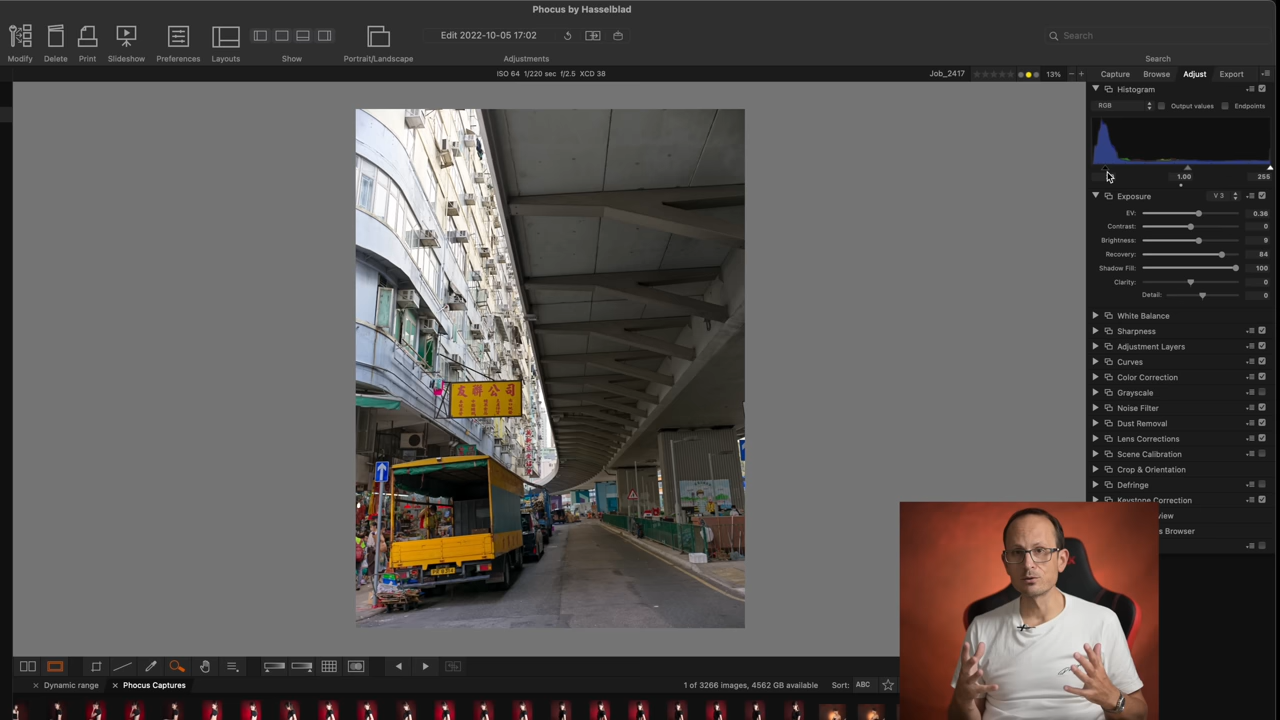 Phocus by Hasselblad
Edit 2022-10-05 17:02
Search
Modify Delete Print Slideshow Preferences Layouts Show Portrait/Landscape Adjustments Search
ISO 64 1/220 sec f/2.5 XCD 38
Job_2417
13%
Capture Browse Adjust Export
Histogram
RGB Output values Endpoints
1.00 255
Exposure V 3
EV: 0.36
Contrast: 0
Brightness: 9
Recovery: 84
Shadow Fill: 100
Clarity: 0
Detail: 0
White Balance
Sharpness
Adjustment Layers
Curves
Color Correction
Grayscale
Noise Filter
Dust Removal
Lens Corrections
Scene Calibration
Crop & Orientation
Defringe
Keystone Correction
view
s Browser
友聯公司
Dynamic range
Phocus Captures
1 of 3266 images, 4562 GB available
Sort: ABC